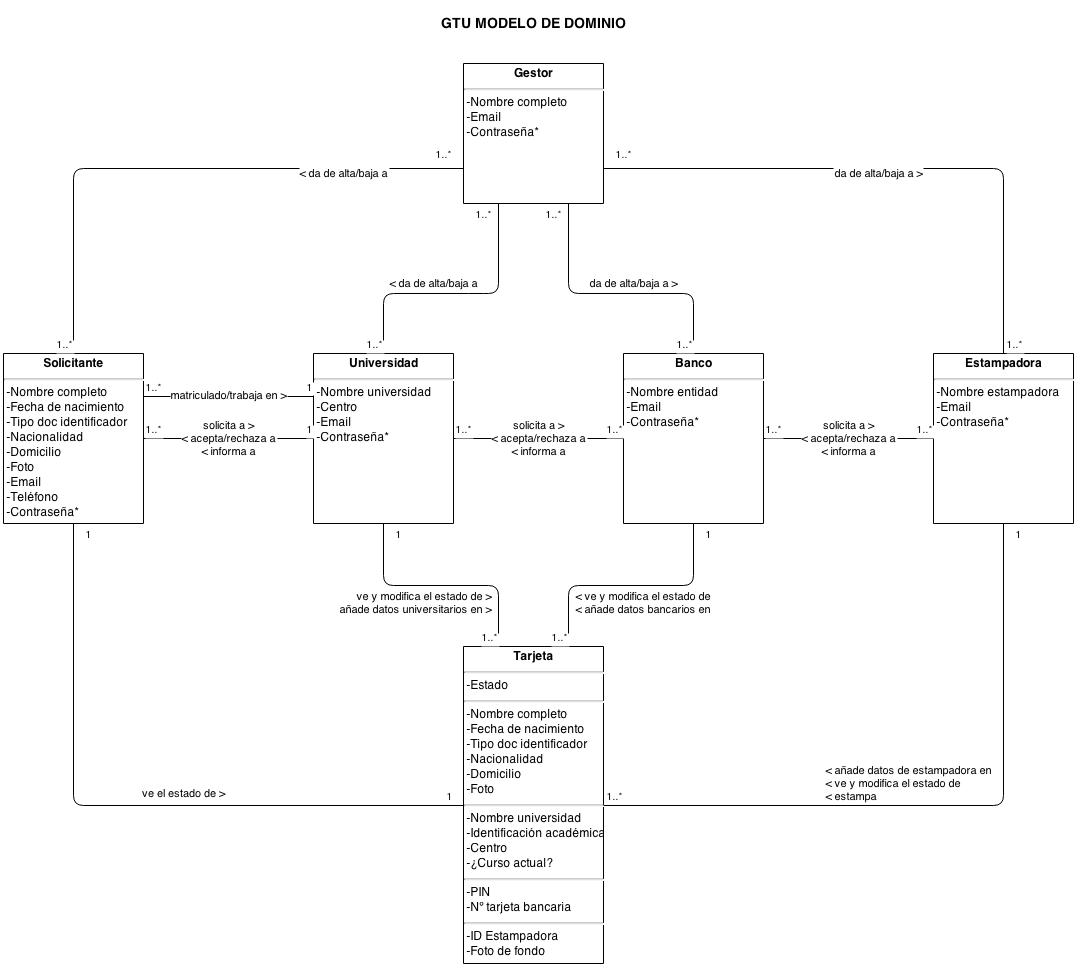 GTU MODELO DE DOMINIO
Gestor
-Nombre completo
-Email
-Contraseña*
1..*
1..*
< da de alta/baja a
da de alta/baja a >
1..*
1..*
< da de alta/baja a
da de alta/baja a >
1..*
1..*
1..*
1..*
Solicitante
-Nombre completo
-Fecha de nacimiento
-Tipo doc identificador
-Nacionalidad
-Domicilio
-Foto
-Email
-Teléfono
-Contraseña*
1..*
matriculado/trabaja en >
1
1..*
solicita a >
< acepta/rechaza a
< informa a
1
Universidad
-Nombre universidad
-Centro
-Email
-Contraseña*
1..*
solicita a >
< acepta/rechaza a
< informa a
1..*
Banco
-Nombre entidad
-Email
-Contraseña*
1..*
solicita a >
< acepta/rechaza a
< informa a
1..*
Estampadora
-Nombre estampadora
-Email
-Contraseña*
1
1
1
1
ve y modifica el estado de >
añade datos universitarios en >
< ve y modifica el estado de
< añade datos bancarios en
1..*
1..*
Tarjeta
-Estado
-Nombre completo
-Fecha de nacimiento
-Tipo doc identificador
-Nacionalidad
-Domicilio
-Foto
ve el estado de >
1
1..*
< añade datos de estampadora en
< ve y modifica el estado de
< estampa
-Nombre universidad
-Identificación académica
-Centro
-¿Curso actual?
-PIN
-Nº tarjeta bancaria
-ID Estampadora
-Foto de fondo